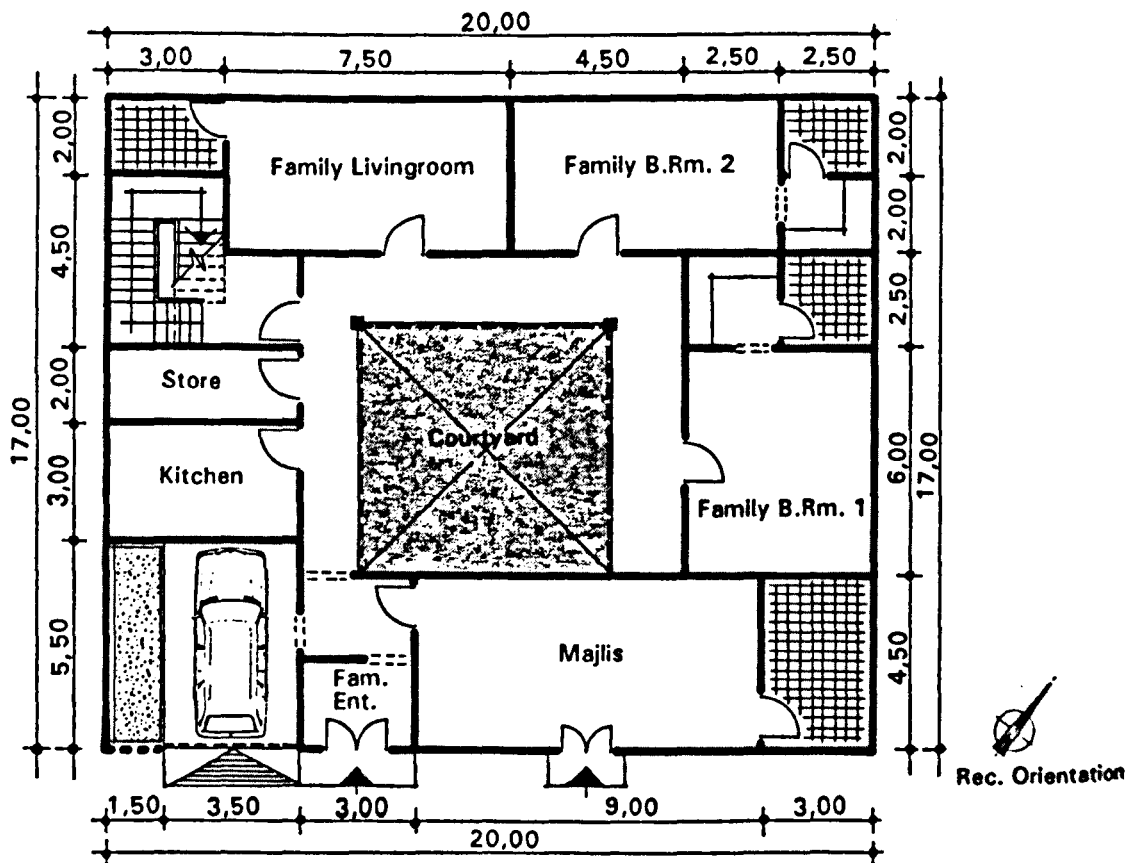 20,00
3,00 7,50 4,50 2,50 2,50
Family Livingroom
Family B.Rm. 2
Store
Kitchen
Courtyard
Family B.Rm. 1
Majlis
Fam.
Ent.
17,00
2,00
4,50
2,00
3,00
5,50
2,00
2,00
2,50
6,00
4,50
17,00
Rec. Orientation
1,50 3,50 3,00 9,00 3,00
20,00